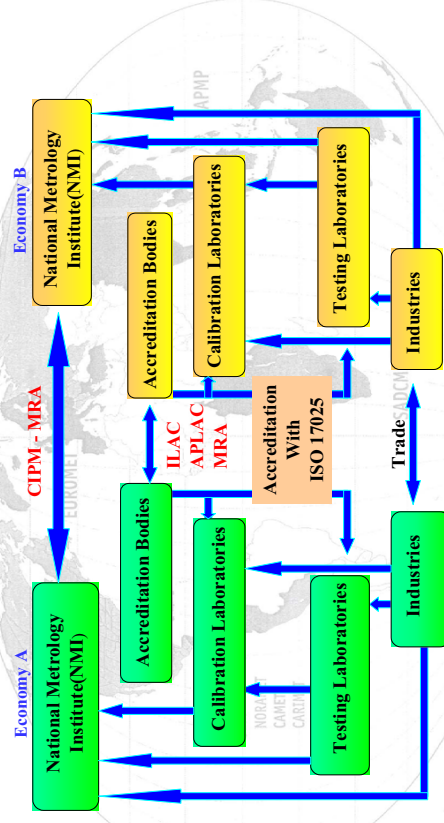 Economy A
Economy B
National Metrology
Institute(NMI)
CIPM - MRA
National Metrology
Institute(NMI)
Accreditation Bodies
ILAC
APLAC
MRA
Accreditation Bodies
Calibration Laboratories
Calibration Laboratories
Accreditation
With
ISO 17025
Testing Laboratories
Testing Laboratories
Industries
Trade
Industries
EUROMET
APMP
SADCM
CARIMET